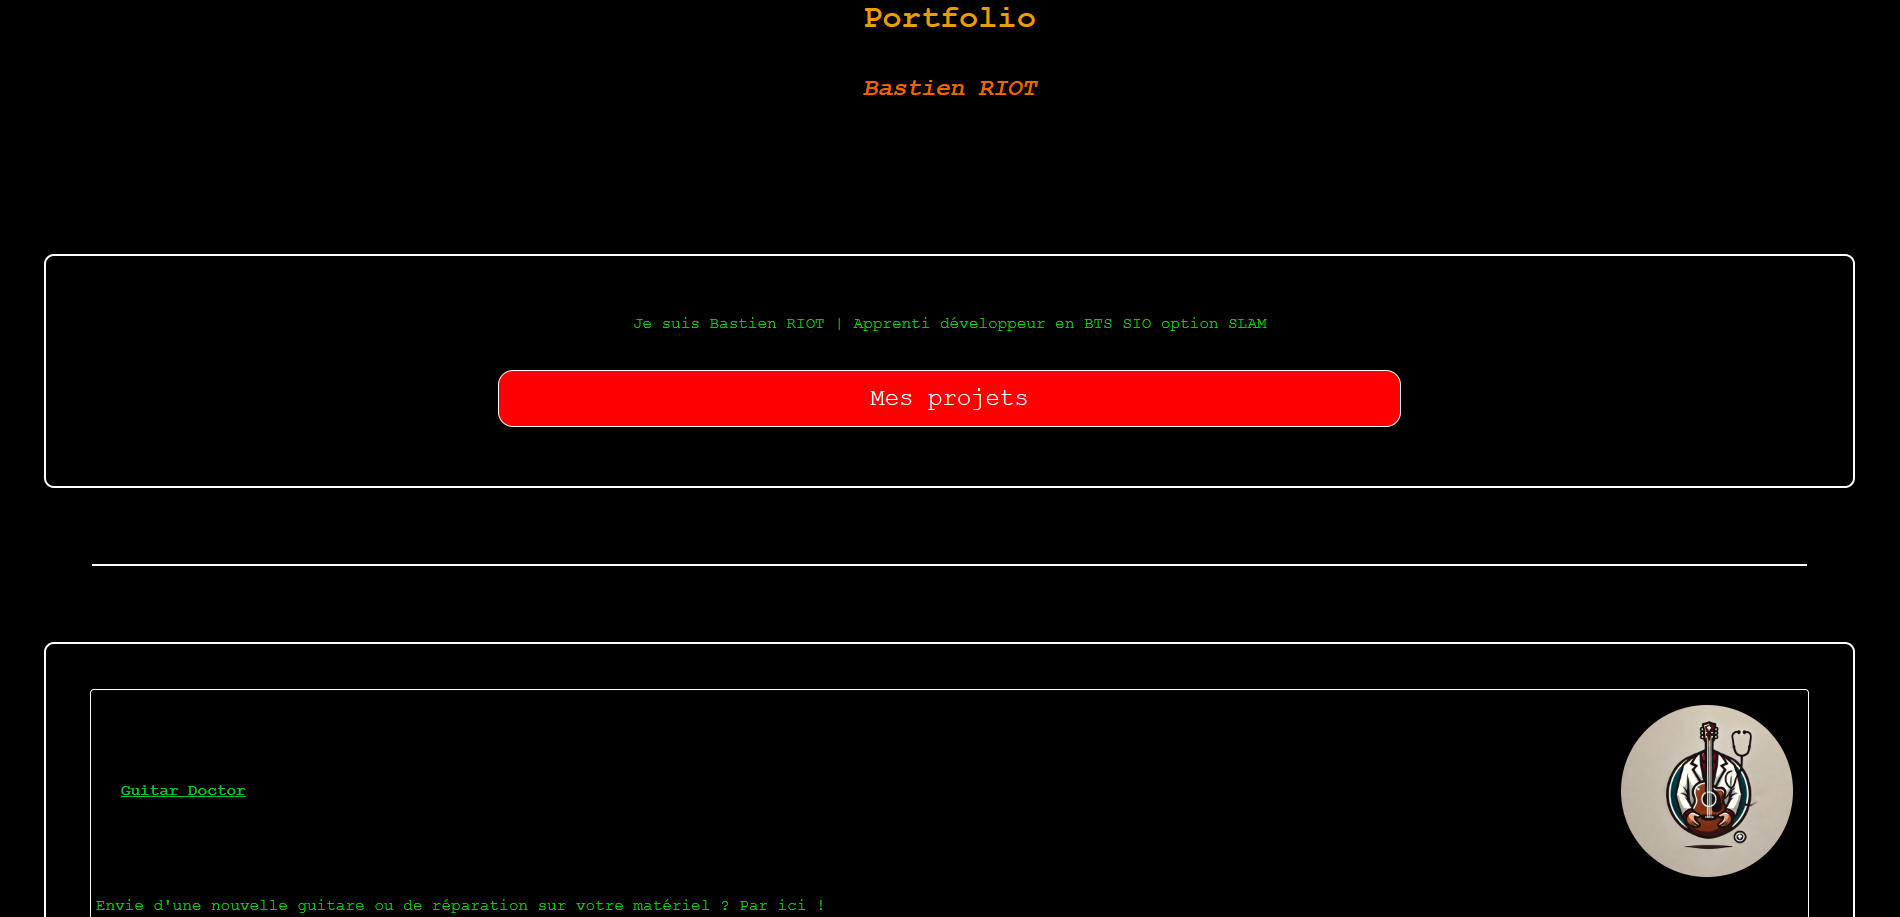 Portfolio
Bastien RIOT
Je suis Bastien RIOT | Apprenti développeur en BTS SIO option SLAM
Mes projets
Guitar Doctor
Envie d'une nouvelle guitare ou de réparation sur votre matériel ? Par ici !